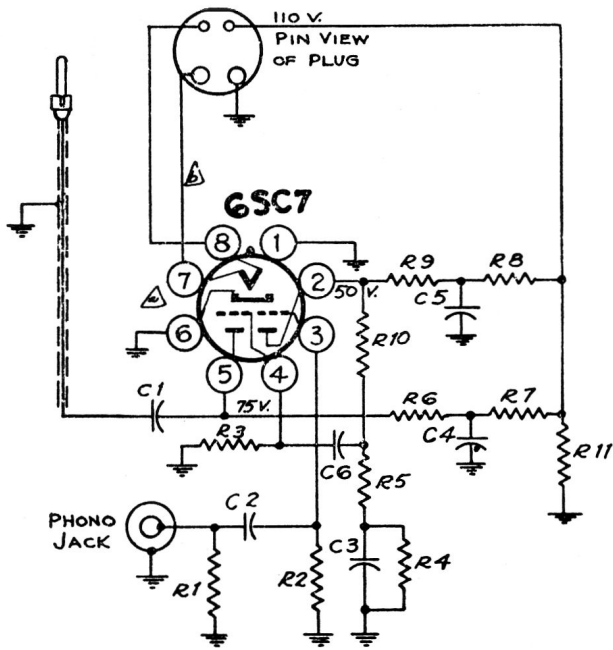 110 V.
PIN VIEW
OF PLUG
b
6SC7
8
1
7
2
50 V.
R9
R8
C5
a
6
3
R10
5
4
C1
75 V.
R6
R7
C4
R3
C6
R5
R11
PHONO
JACK
C2
C3
R4
R1
R2